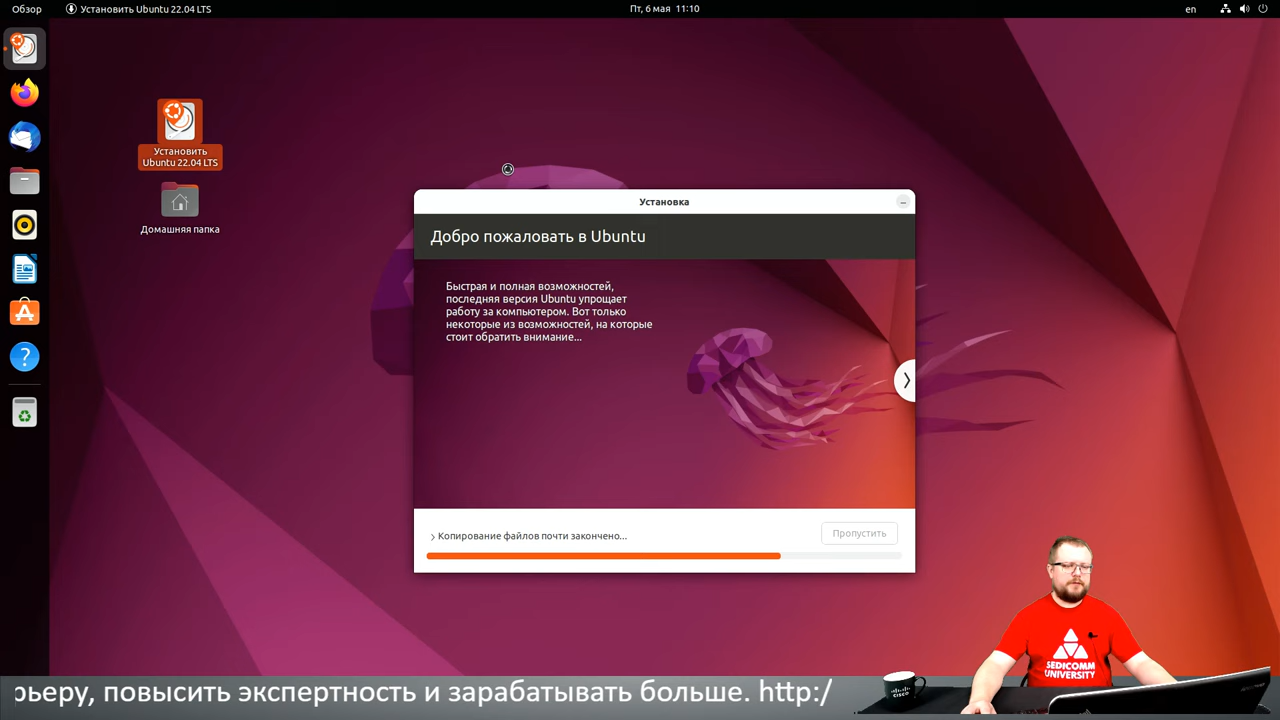 Обзор
Установить Ubuntu 22.04 LTS
Пт, 6 мая 11:10
en
Установить
Ubuntu 22.04 LTS
Домашняя папка
Установка
Добро пожаловать в Ubuntu
Быстрая и полная возможностей,
последняя версия Ubuntu упрощает
работу за компьютером. Вот только
некоторые из возможностей, на которые
стоит обратить внимание...
Копирование файлов почти закончено...
Пропустить
SEDICOMM
UNIVERSITY
cisco
рьеру, повысить экспертность и зарабатывать больше. http:/